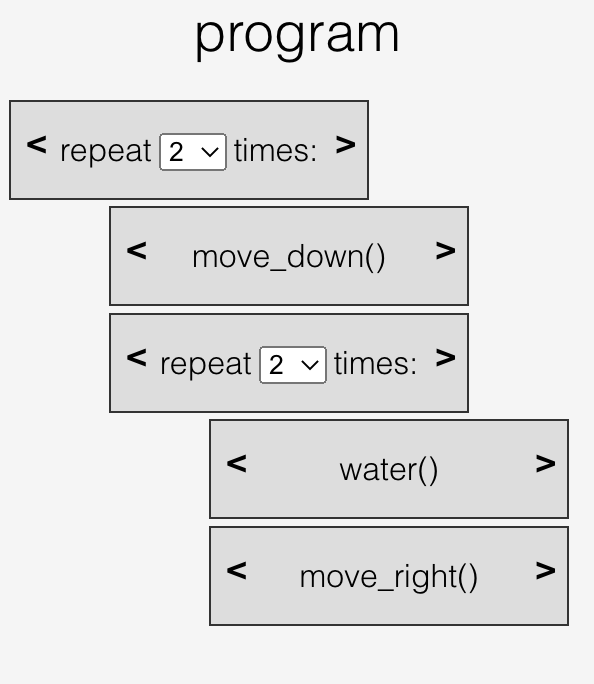 program
< repeat 2 times: >
< move_down() >
< repeat 2 times: >
< water() >
< move_right() >